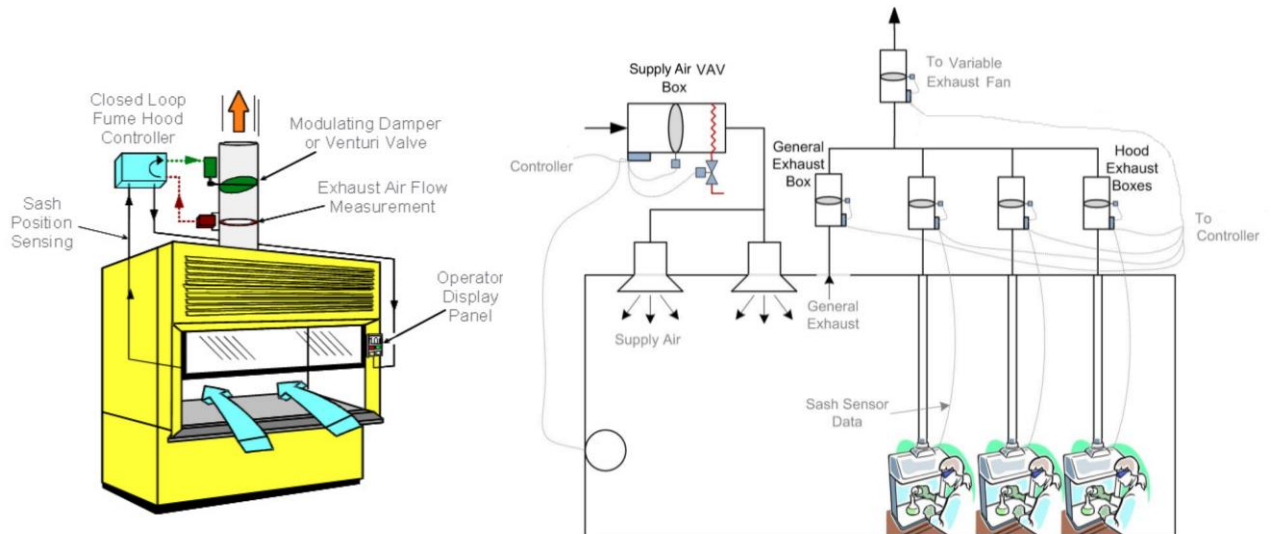 Closed Loop
Fume Hood
Controller
Modulating Damper
or Venturi Valve
Exhaust Air Flow
Measurement
Sash
Position
Sensing
Operator
Display
Panel
Supply Air VAV
Box
Controller
Supply Air
General
Exhaust
Box
General
Exhaust
To Variable
Exhaust Fan
Hood
Exhaust
Boxes
To
Controller
Sash Sensor
Data